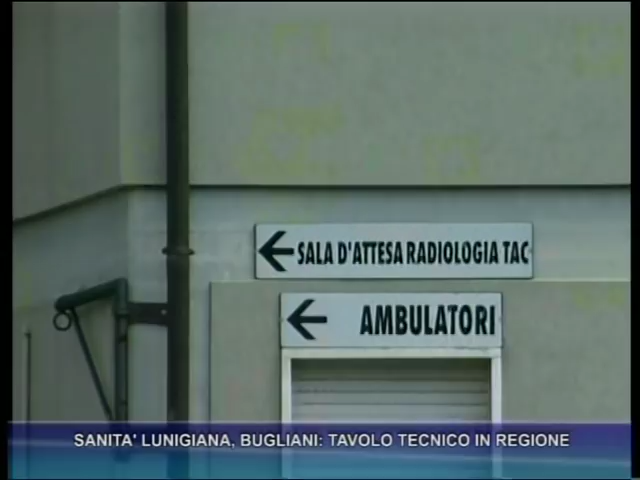 SALA D'ATTESA RADIOLOGIA TAC
AMBULATORI
SANITA' LUNIGIANA, BUGLIANI: TAVOLO TECNICO IN REGIONE